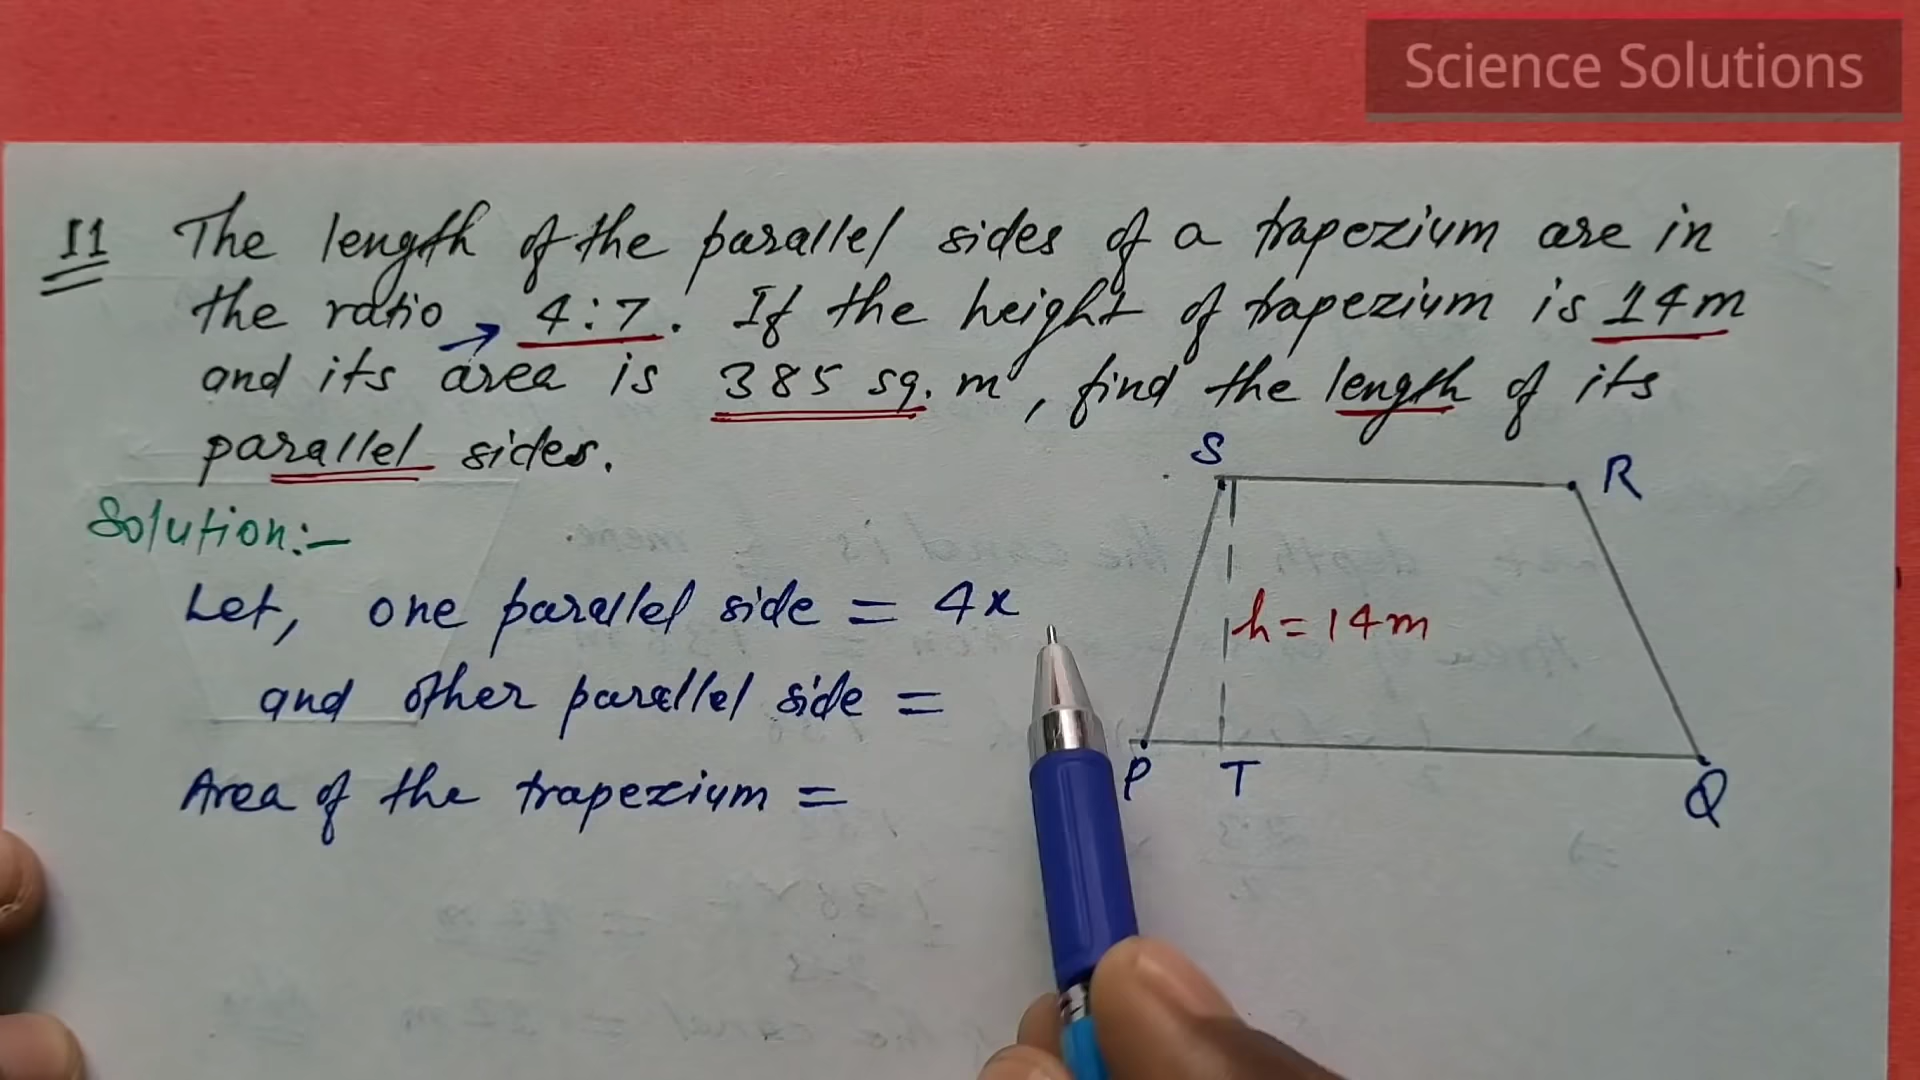 Science Solutions
11 The length of the parallel sides of a trapezium are in
the ratio → 4:7. If the height of trapezium is 14m
and its area is 385 sq. m, find the length of its
parallel sides.
S
R
Solution:-
Let, one parallel side = 4x
h = 14m
and other parallel side =
P T Q
Area of the trapezium =